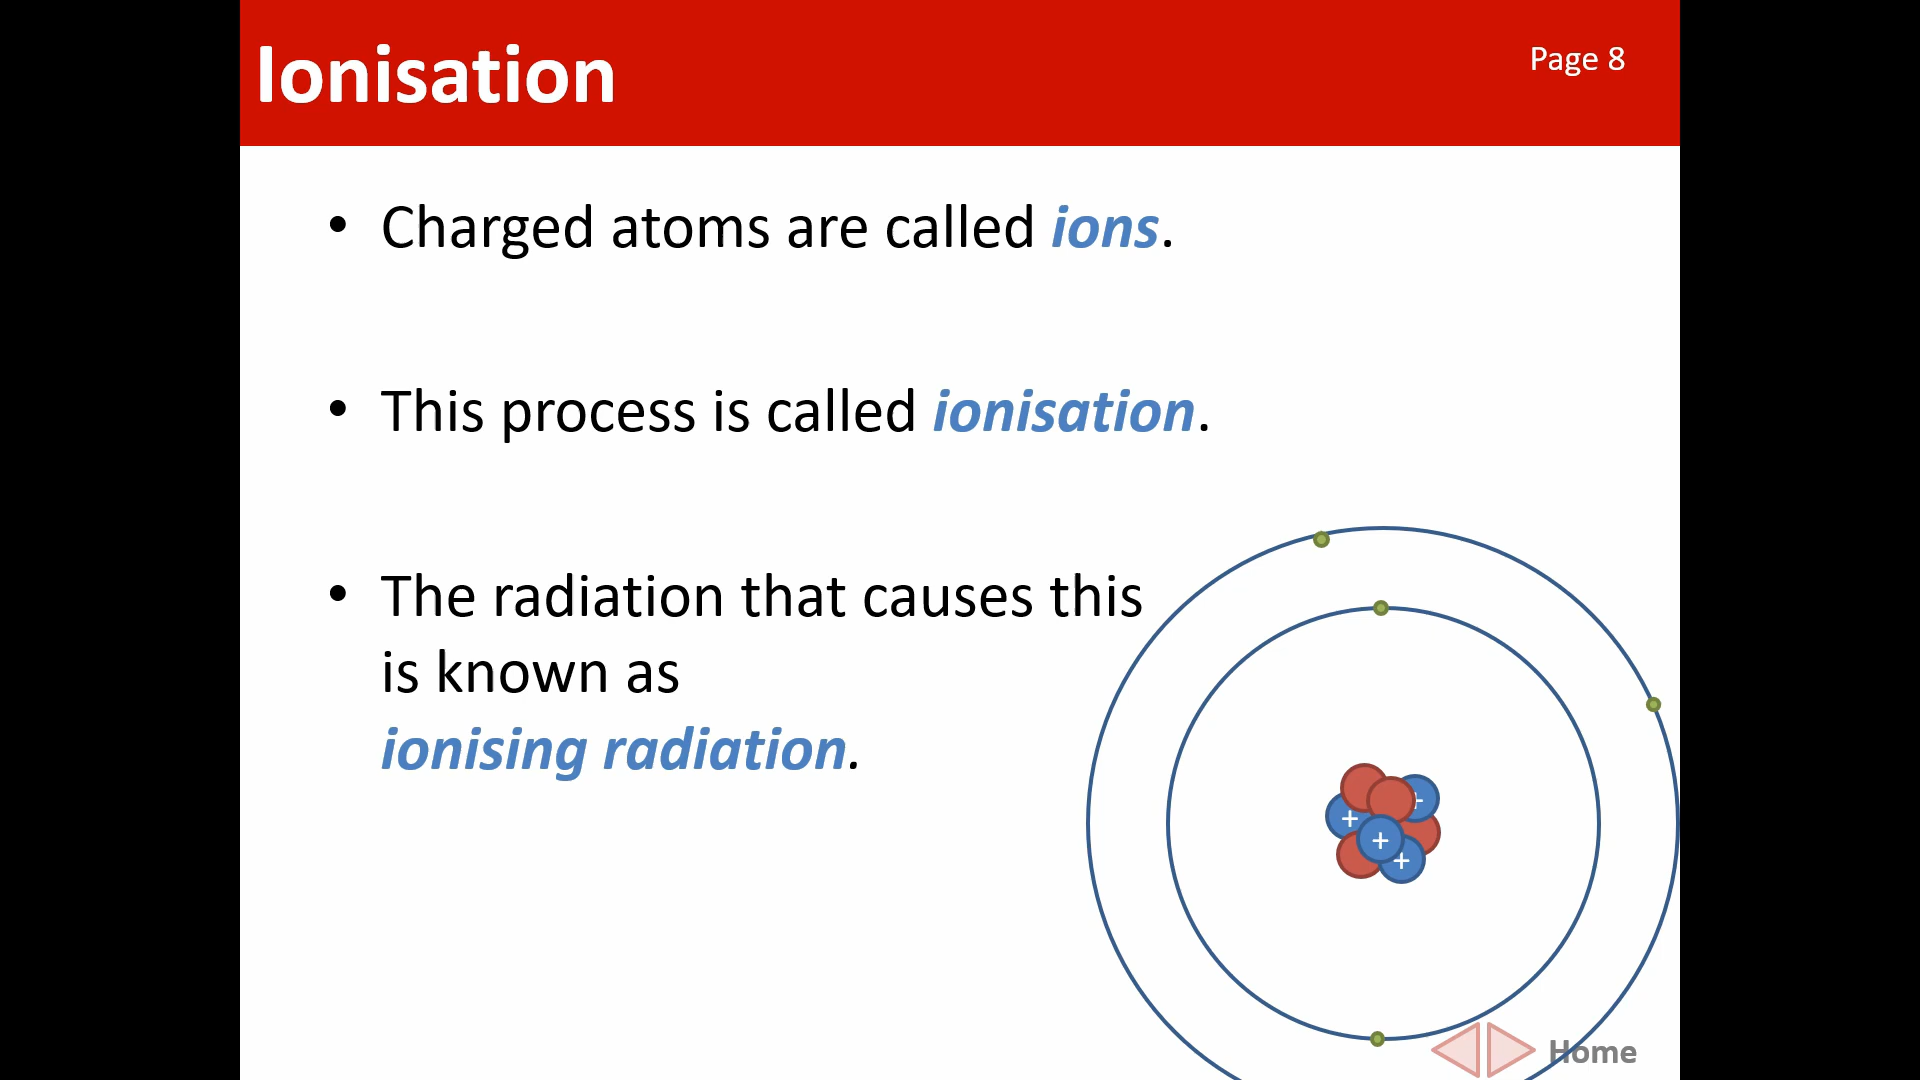 Ionisation
Page 8
• Charged atoms are called ions.
• This process is called ionisation.
• The radiation that causes this
is known as
ionising radiation.
+
+
+
+
Home